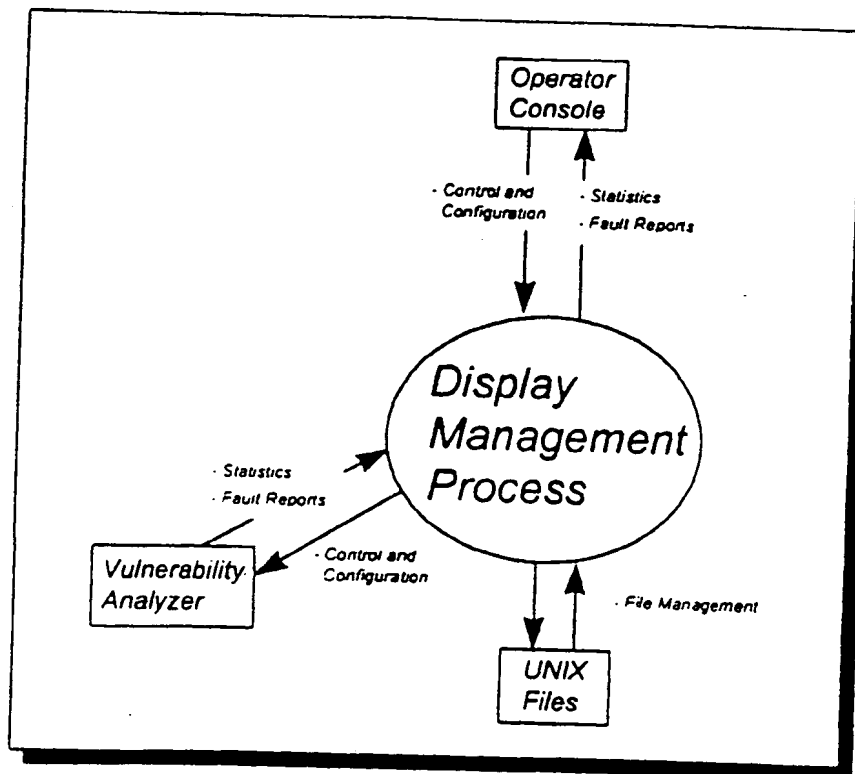 Operator
Console
- Control and
Configuration
- Statistics
- Fault Reports
Display
Management
Process
- Statistics
- Fault Reports
- Control and
Configuration
Vulnerability
Analyzer
- File Management
UNIX
Files